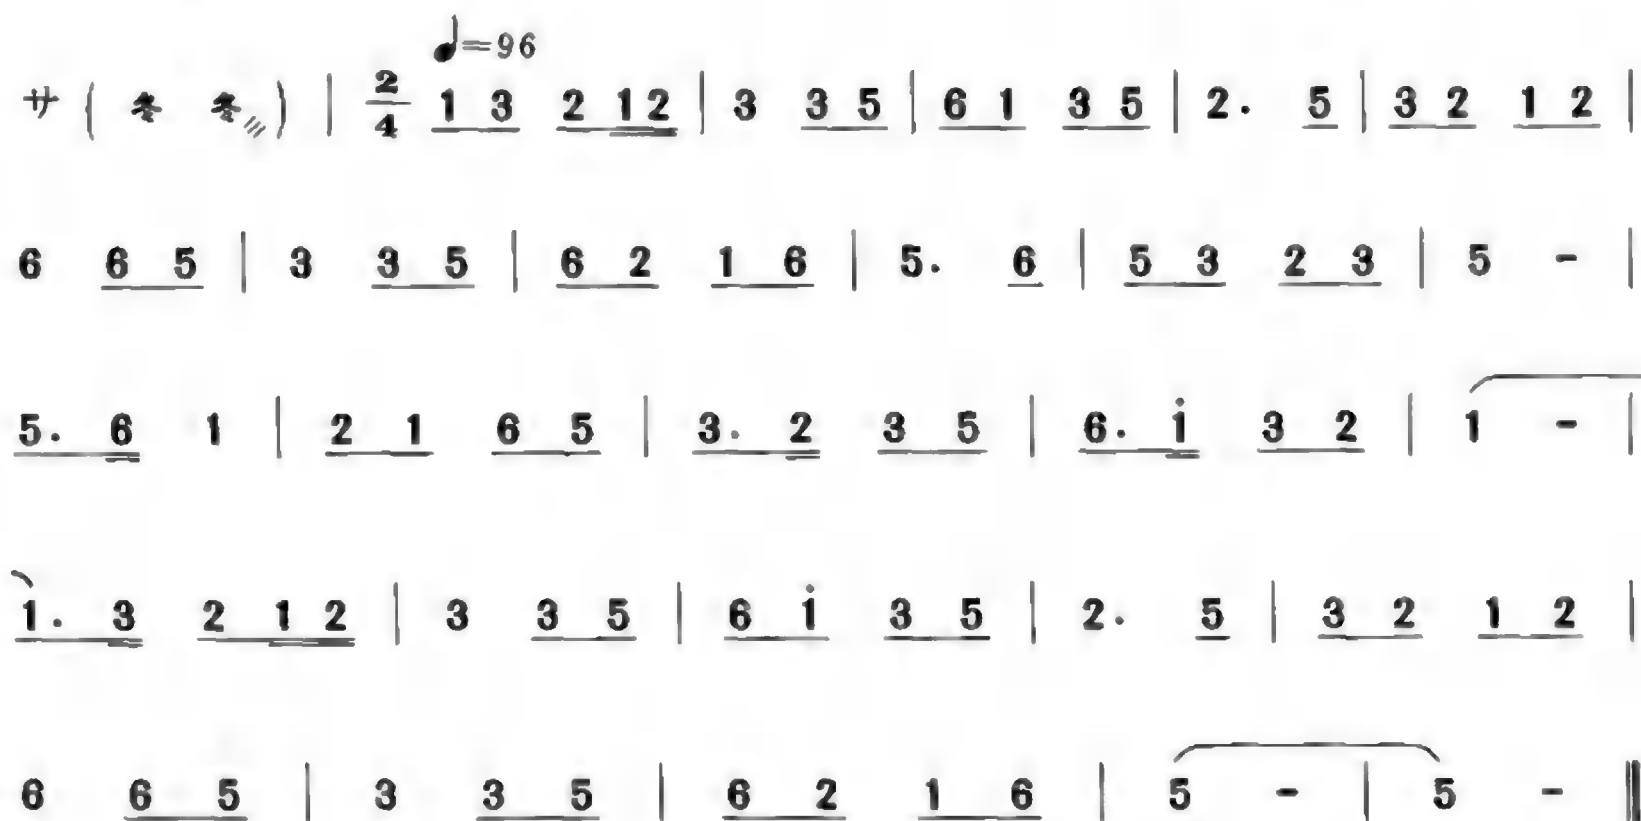 ♩=96
サ ( 冬 冬 ) | 2/4 1 3 2 12 | 3 3 5 | 6 1 3 5 | 2. 5 | 3 2 1 2 |
6 6 5 | 3 3 5 | 6 2 1 6 | 5. 6 | 5 3 2 3 | 5 - |
5. 6 1 | 2 1 6 5 | 3. 2 3 5 | 6. i 3 2 | 1 - |
1. 3 2 1 2 | 3 3 5 | 6 i 3 5 | 2. 5 | 3 2 1 2 |
6 6 5 | 3 3 5 | 6 2 1 6 | 5 - | 5 - ‖